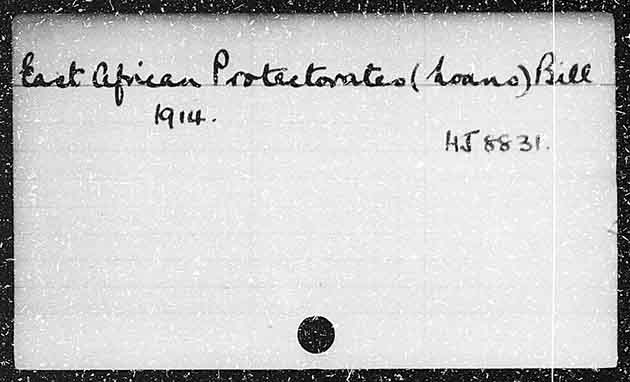 East African Protectorates (Loans) Bill
1914.
HJ 8831.